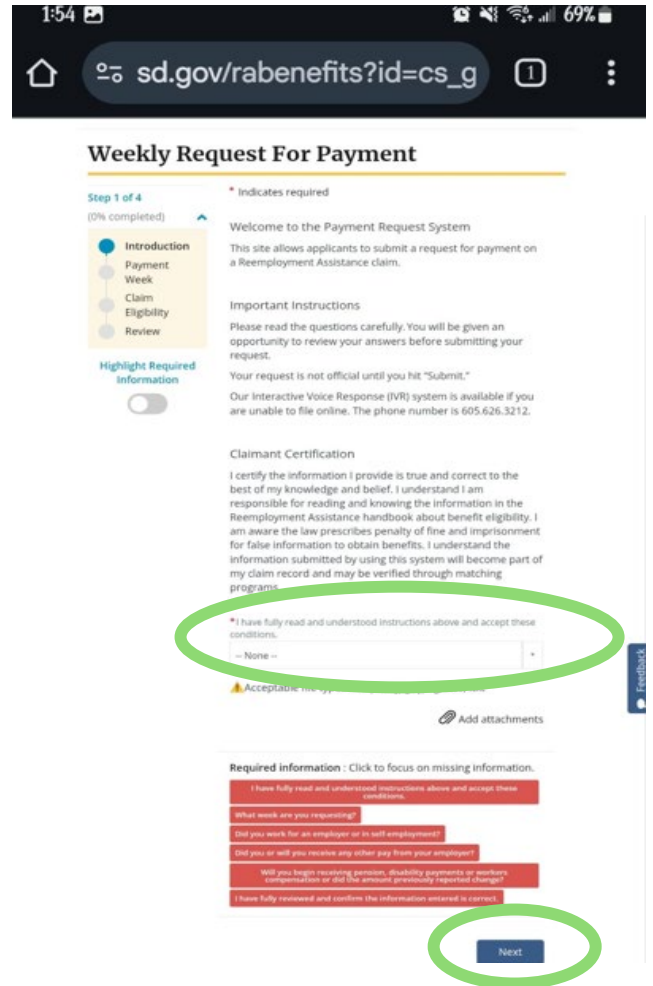 1:54 69%
sd.gov/rabenefits?id=cs_g 1
Weekly Request For Payment
Step 1 of 4
(0% completed)
Introduction
Payment
Week
Claim
Eligibility
Review
Highlight Required
Information
* Indicates required
Welcome to the Payment Request System
This site allows applicants to submit a request for payment on
a Reemployment Assistance claim.
Important Instructions
Please read the questions carefully. You will be given an
opportunity to review your answers before submitting your
request.
Your request is not official until you hit "Submit."
Our Interactive Voice Response (IVR) system is available if you
are unable to file online. The phone number is 605.626.3212.
Claimant Certification
I certify the information I provide is true and correct to the
best of my knowledge and belief. I understand I am
responsible for reading and knowing the information in the
Reemployment Assistance handbook about benefit eligibility. I
am aware the law prescribes penalty of fine and imprisonment
for false information to obtain benefits. I understand the
information submitted by using this system will become part of
my claim record and may be verified through matching
programs
*I have fully read and understood instructions above and accept these
conditions.
-- None --
Acceptable file
Add attachments
Feedback
Required information : Click to focus on missing information.
I have fully read and understood instructions above and accept these
conditions.
What week are you requesting?
Did you work for an employer or in self-employment?
Did you or will you receive any other pay from your employer?
Will you begin receiving pension, disability payments or workers
compensation or did the amount previously reported change?
I have fully reviewed and confirm the information entered is correct.
Next